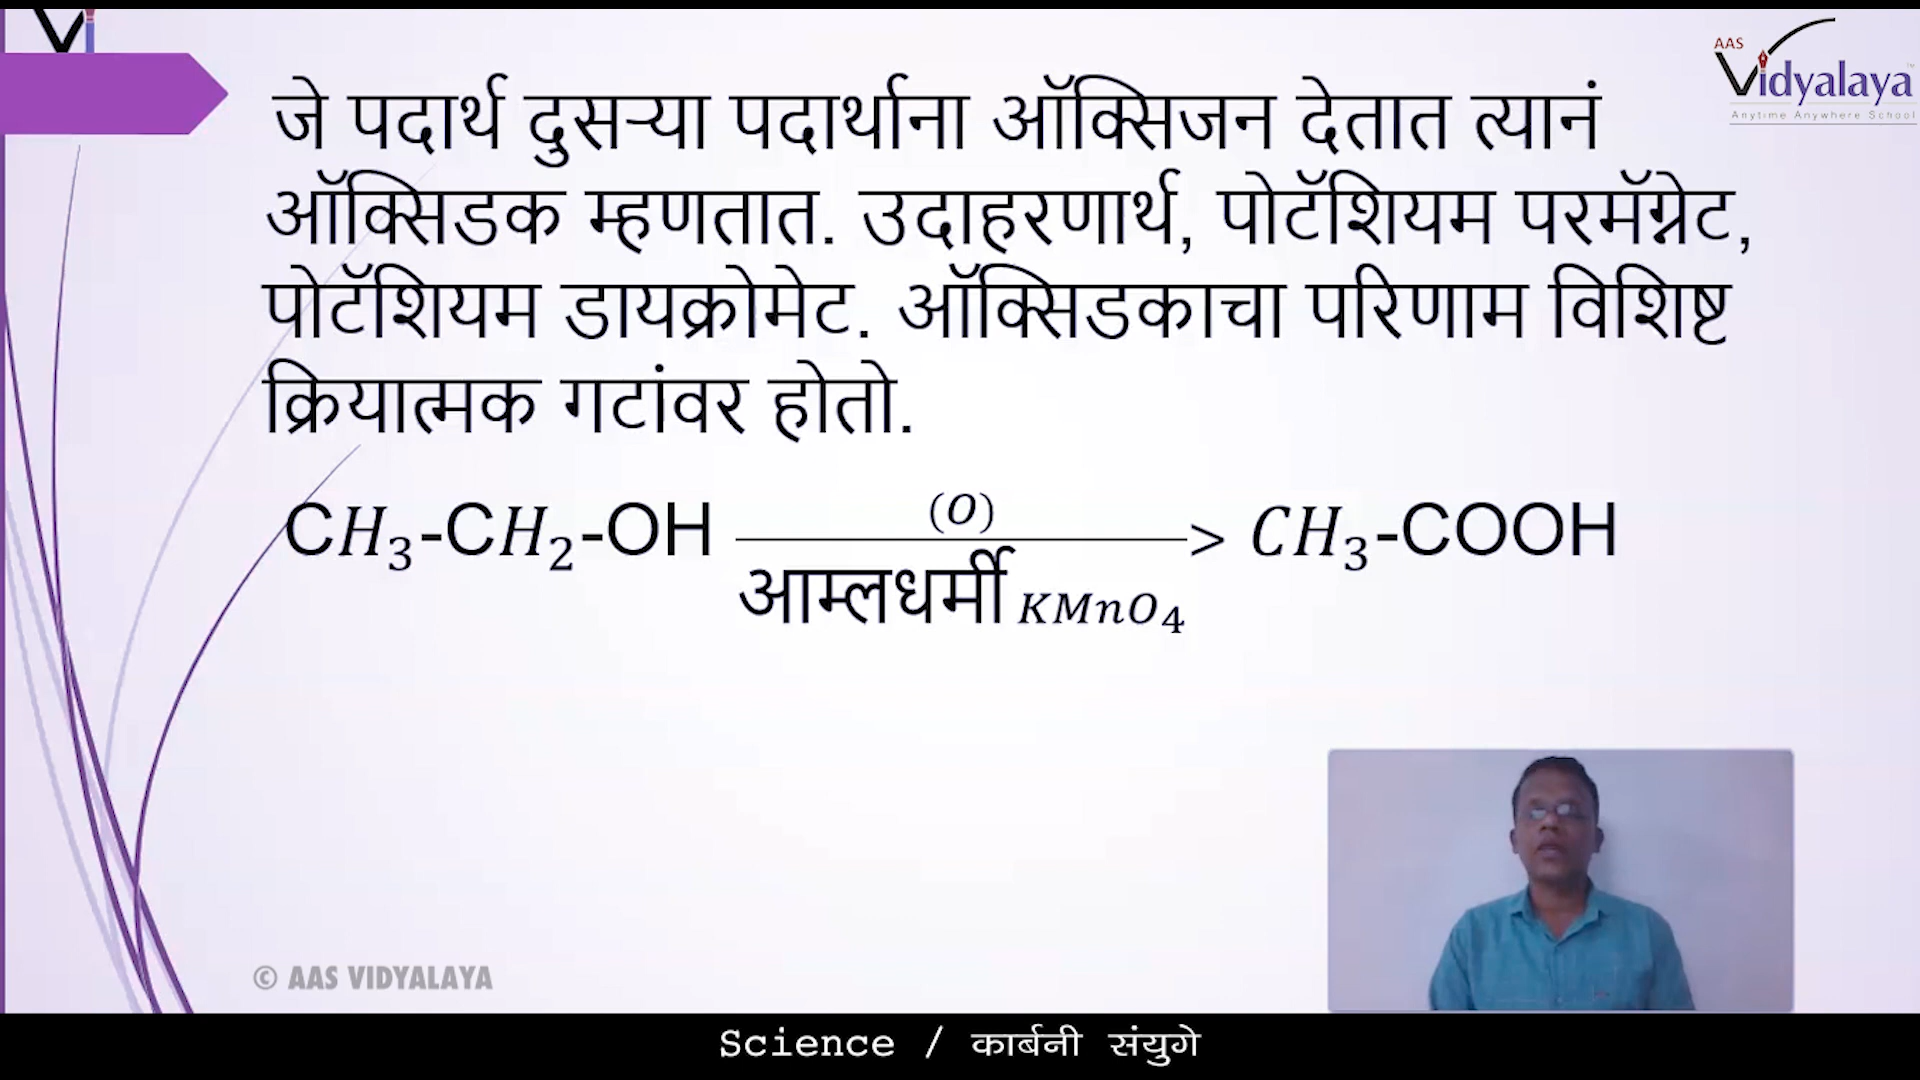 Vi
AAS
Vidyalaya
Anytime Anywhere School
जे पदार्थ दुसऱ्या पदार्थाना ऑक्सिजन देतात त्यानं
ऑक्सिडक म्हणतात. उदाहरणार्थ, पोटॅशियम परमॅग्नेट,
पोटॅशियम डायक्रोमेट. ऑक्सिडकाचा परिणाम विशिष्ट
क्रियात्मक गटांवर होतो.
CH₃-CH₂-OH (O) > CH₃-COOH
आम्लधर्मी KMnO₄
© AAS VIDYALAYA
Science / कार्बनी संयुगे